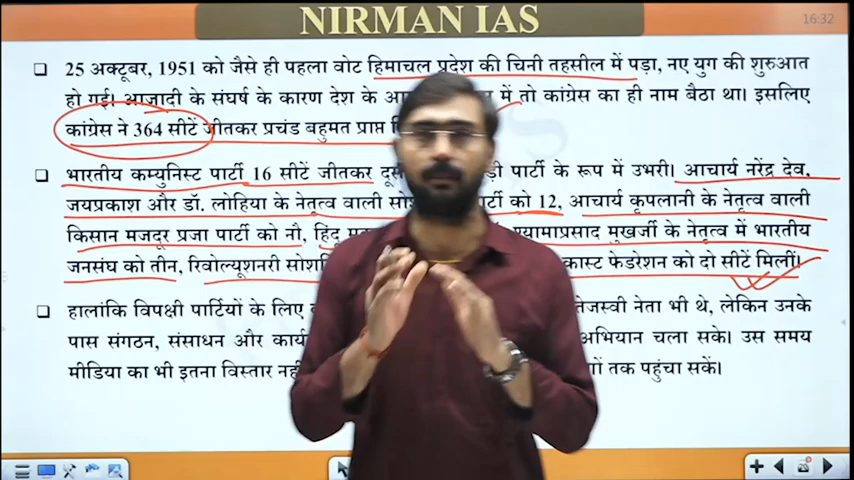 NIRMAN IAS
16:32
25 अक्टूबर, 1951 को जैसे ही पहला वोट हिमाचल प्रदेश की चिनी तहसील में पड़ा, नए युग की शुरुआत
हो गई। आजादी के संघर्ष के कारण देश के में तो कांग्रेस का ही नाम बैठा था। इसलिए
कांग्रेस ने 364 सीटें जीतकर प्रचंड बहुमत प्राप्त
भारतीय कम्युनिस्ट पार्टी 16 सीटें जीतकर पार्टी के रूप में उभरी। आचार्य नरेंद्र देव,
जयप्रकाश और डॉ. लोहिया के नेतृत्व वाली को 12, आचार्य कृपलानी के नेतृत्व वाली
किसान मजदूर प्रजा पार्टी को नौ, हिंदू श्यामाप्रसाद मुखर्जी के नेतृत्व में भारतीय
जनसंघ को तीन, रिवोल्यूशनरी फेडरेशन को दो सीटें मिलीं।
हालांकि विपक्षी पार्टियों के लिए तेजस्वी नेता भी थे, लेकिन उनके
पास संगठन, संसाधन और अभियान चला सके। उस समय
मीडिया का भी इतना विस्तार तक पहुंचा सकें।